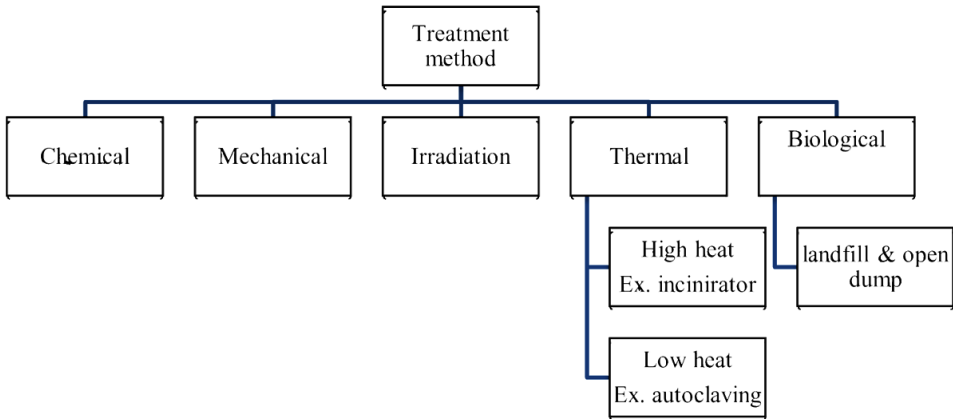 Treatment
method
Chemical
Mechanical
Irradiation
Thermal
Biological
High heat
Ex. incinirator
landfill & open
dump
Low heat
Ex. autoclaving